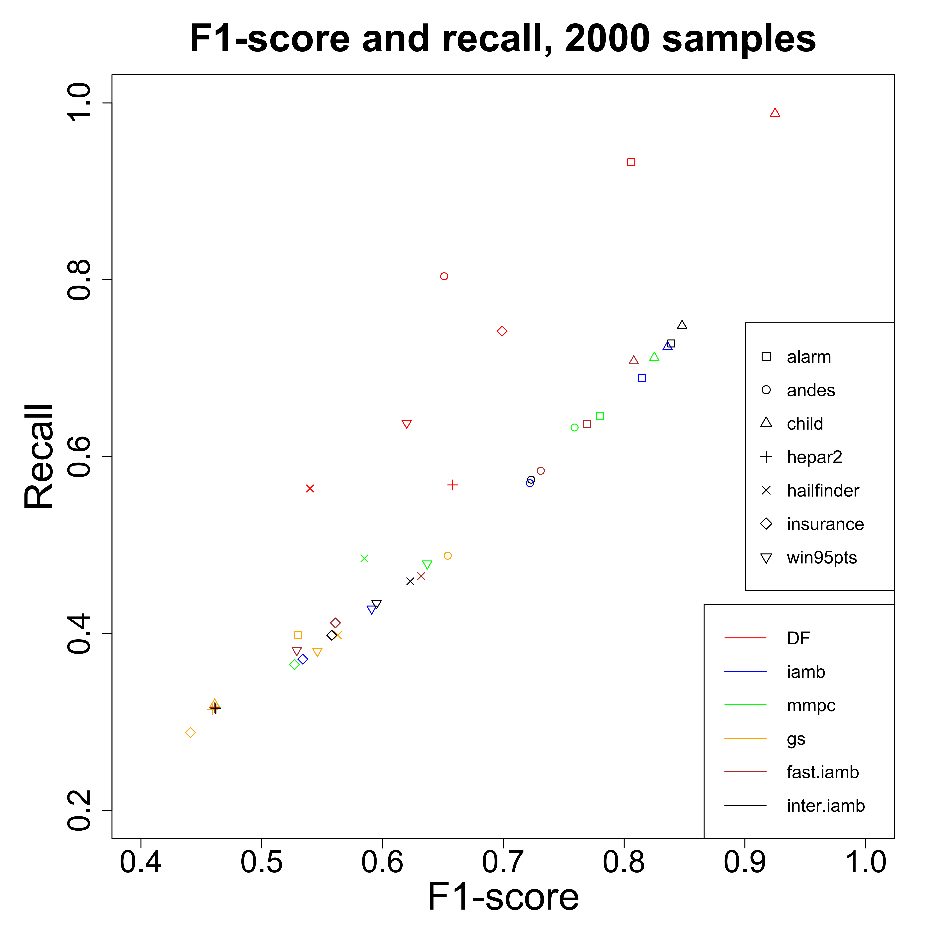 F1-score and recall, 2000 samples
Recall
1.0
0.8
0.6
0.4
0.2
alarm
andes
child
hepar2
hailfinder
insurance
win95pts
DF
iamb
mmpc
gs
fast.iamb
inter.iamb
0.4 0.5 0.6 0.7 0.8 0.9 1.0
F1-score